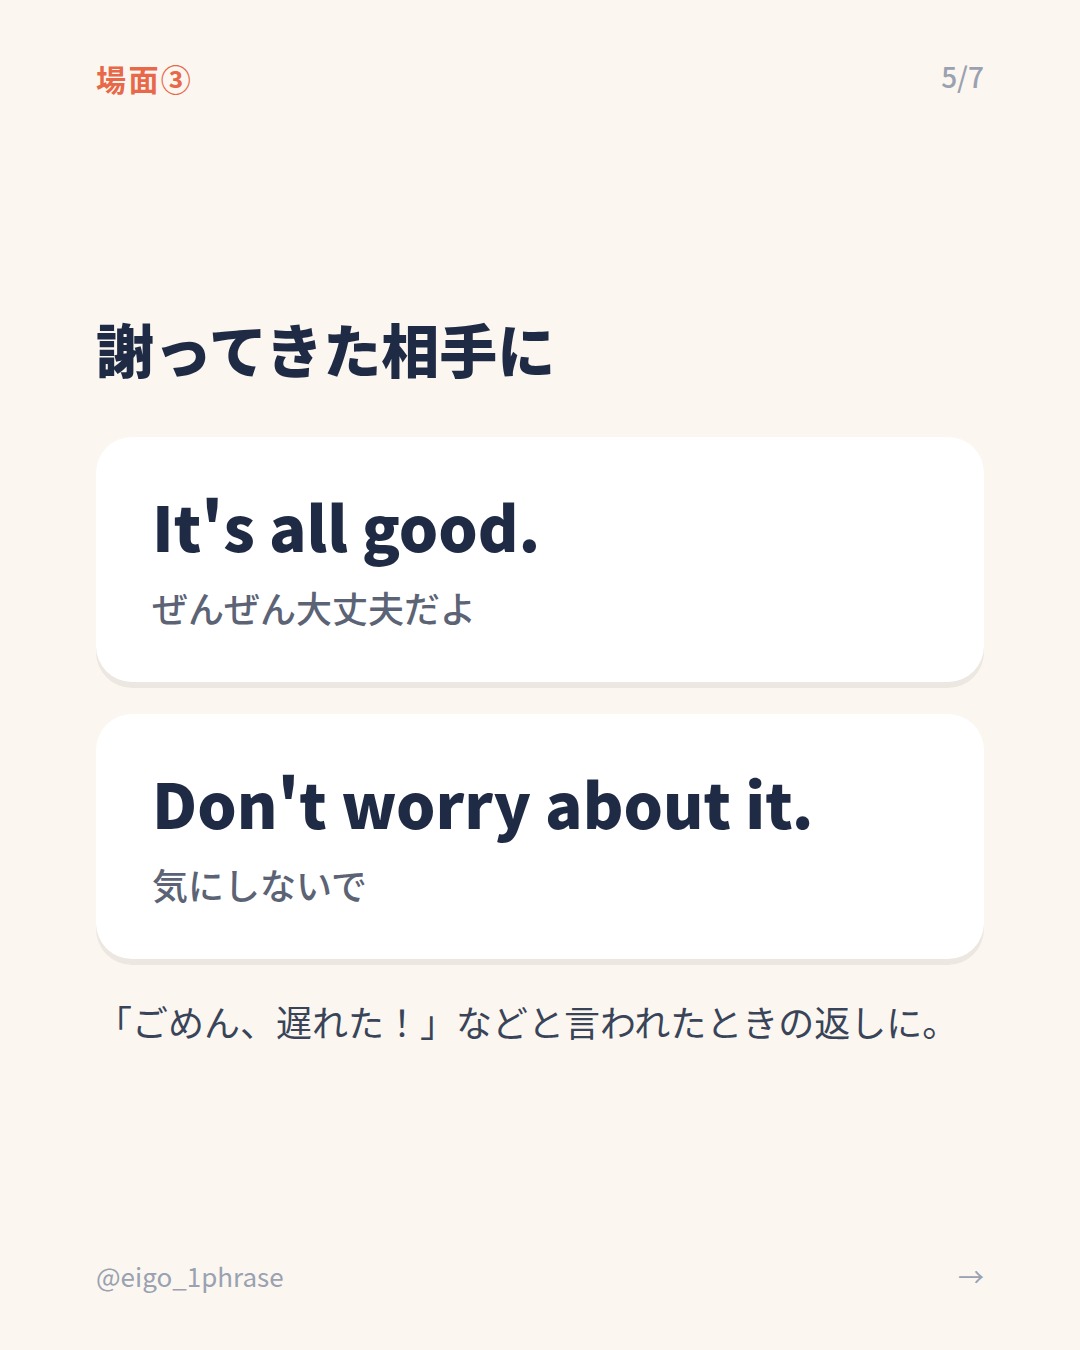 場面③
5/7
謝ってきた相手に
It's all good.
ぜんぜん大丈夫だよ
Don't worry about it.
気にしないで
「ごめん、遅れた！」などと言われたときの返しに。
@eigo_1phrase
→